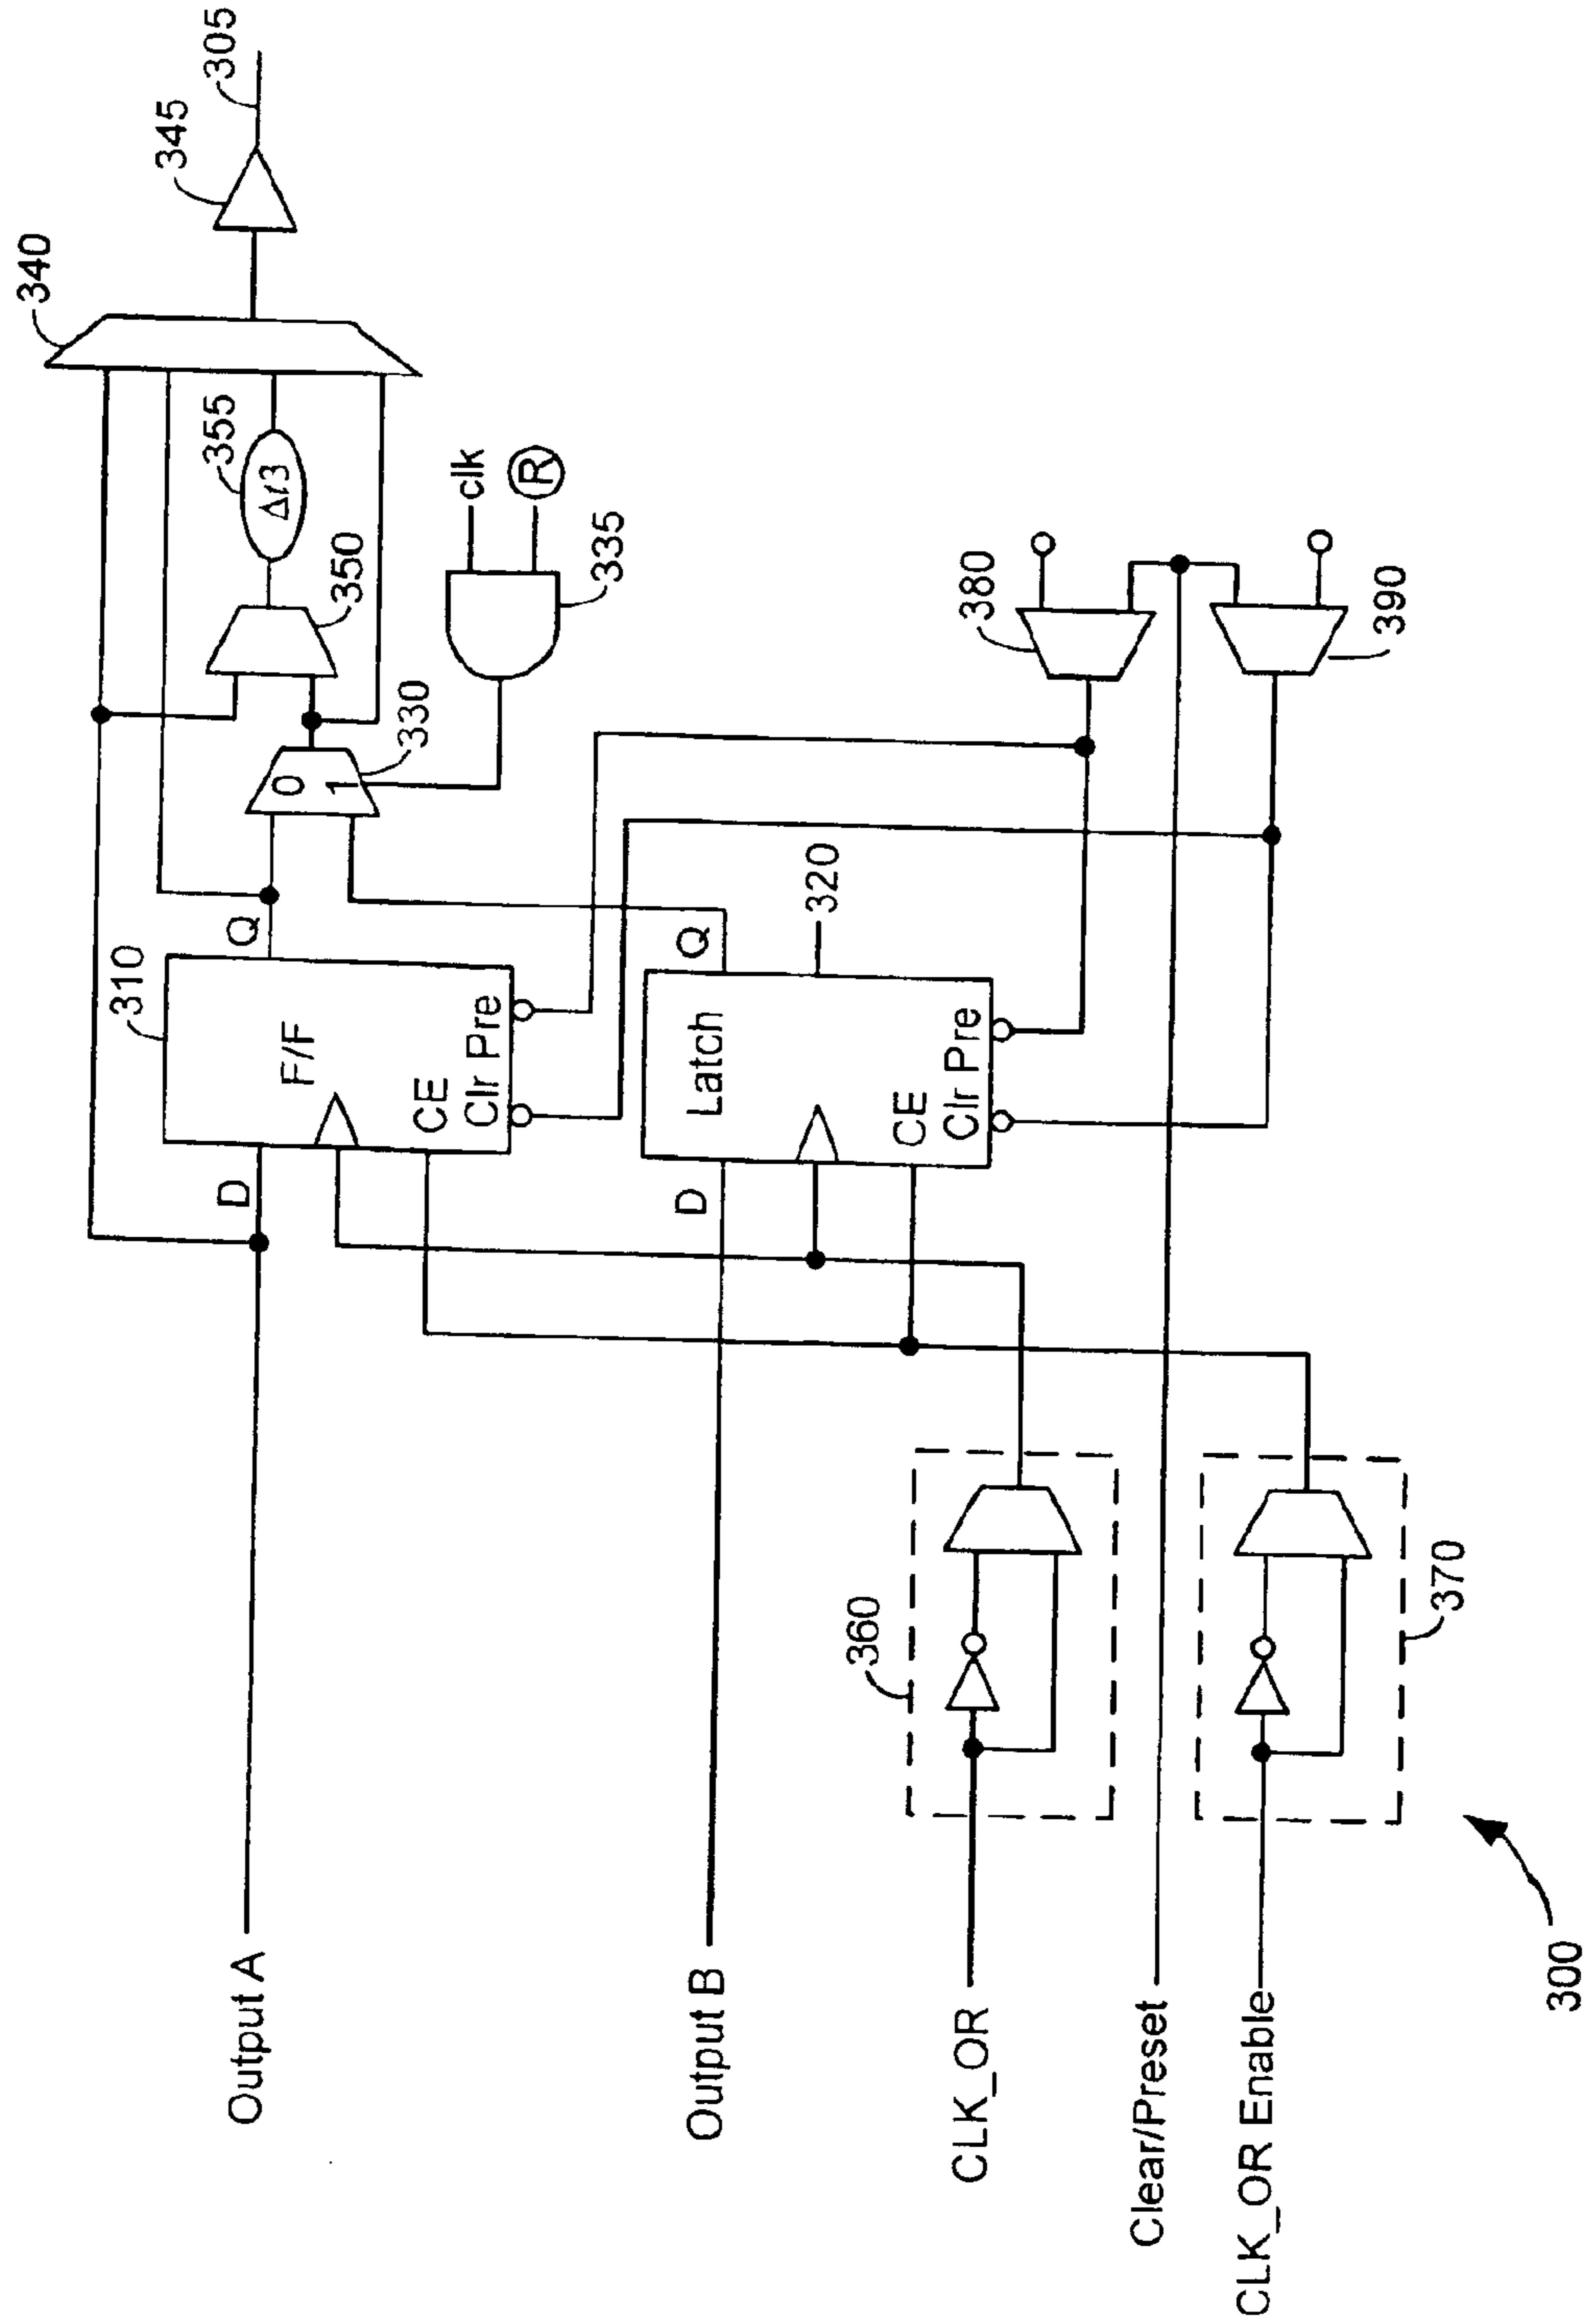 340
345
305
310
355
Δt3
350
0
1
330
clk
R
335
Q
F/F
D
CE
Clr Pre
Q
320
Latch
D
CE
Clr Pre
380
390
360
370
Output A
Output B
CLK_OR
Clear/Preset
CLK_OR Enable
300